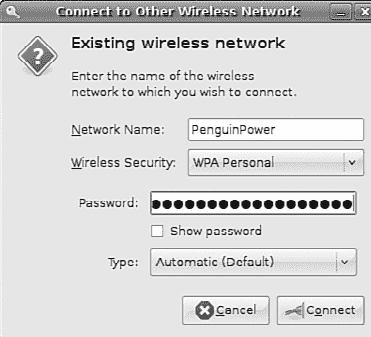 Connect to Other Wireless Network
Existing wireless network
Enter the name of the wireless
network to which you wish to connect.
Network Name: PenguinPower
Wireless Security: WPA Personal
Password: ●●●●●●●●●●●●●●●●●●
Show password
Type: Automatic (Default)
Cancel Connect